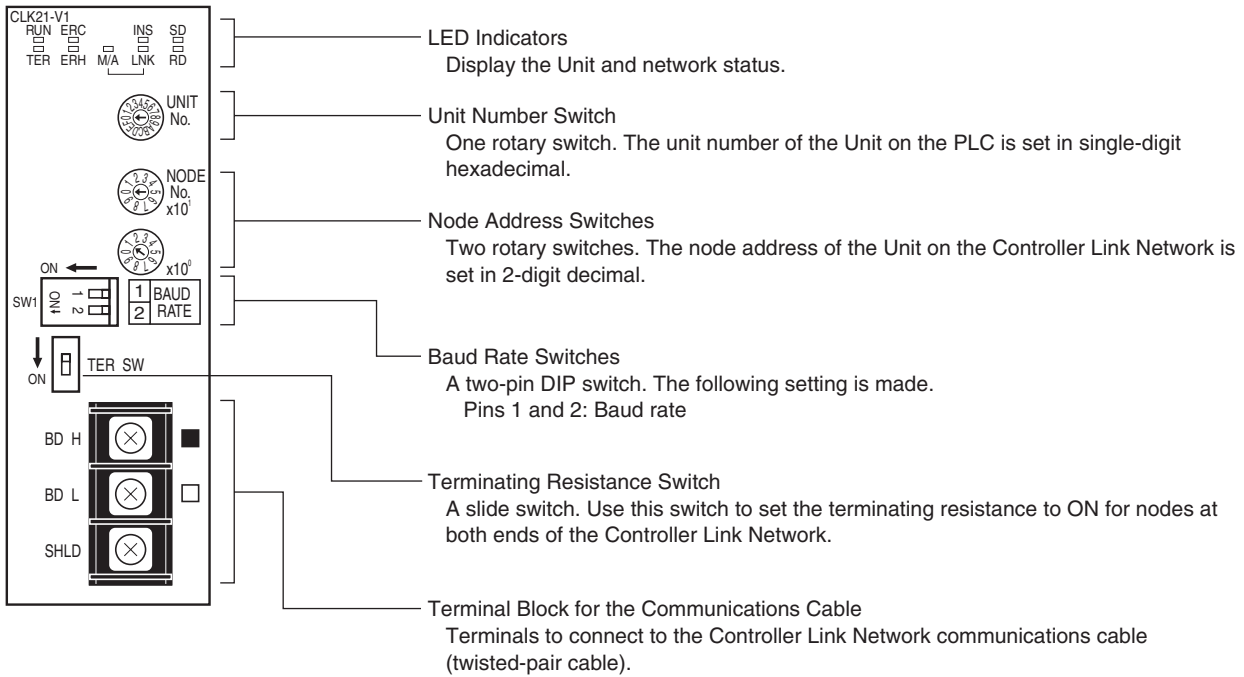 CLK21-V1
RUN ERC INS SD
TER ERH M/A LNK RD
UNIT
No.
NODE
No.
x10¹
x10⁰
ON
SW1
ON
1
2
1 BAUD
2 RATE
ON
TER SW
BD H
BD L
SHLD
LED Indicators
Display the Unit and network status.
Unit Number Switch
One rotary switch. The unit number of the Unit on the PLC is set in single-digit
hexadecimal.
Node Address Switches
Two rotary switches. The node address of the Unit on the Controller Link Network is
set in 2-digit decimal.
Baud Rate Switches
A two-pin DIP switch. The following setting is made.
Pins 1 and 2: Baud rate
Terminating Resistance Switch
A slide switch. Use this switch to set the terminating resistance to ON for nodes at
both ends of the Controller Link Network.
Terminal Block for the Communications Cable
Terminals to connect to the Controller Link Network communications cable
(twisted-pair cable).